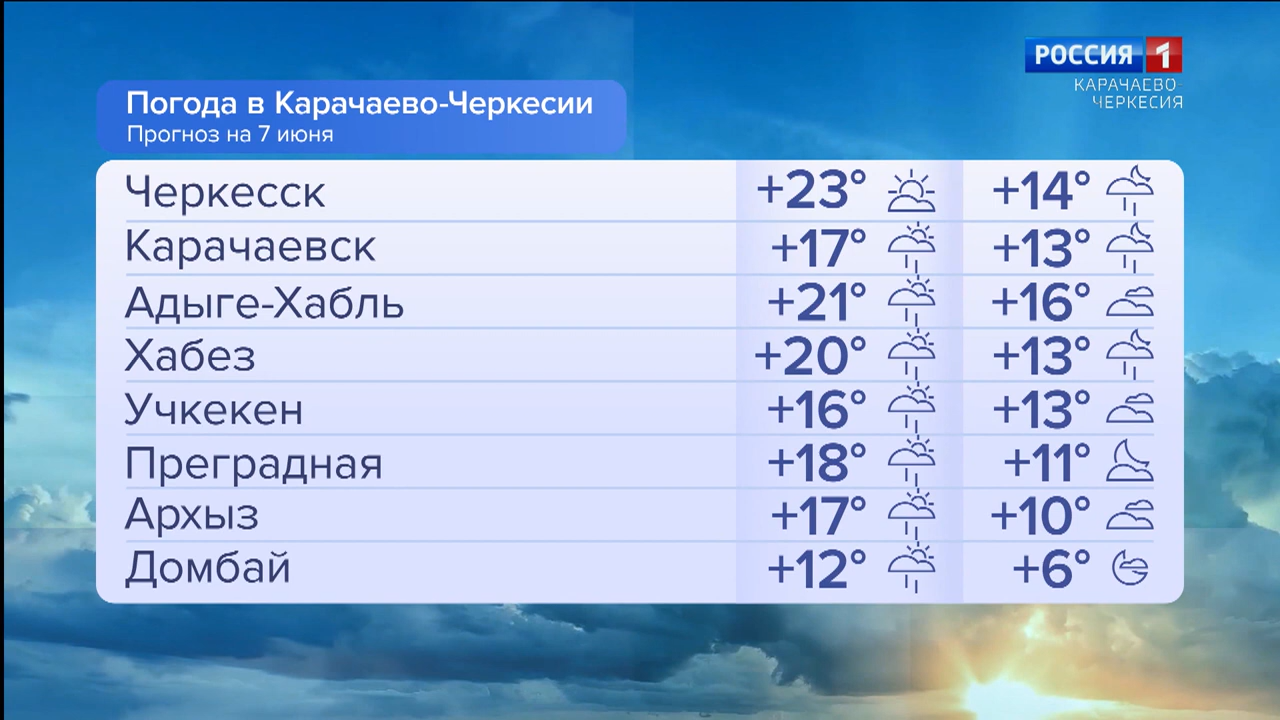 РОССИЯ 1
КАРАЧАЕВО-
ЧЕРКЕСИЯ
Погода в Карачаево-Черкесии
Прогноз на 7 июня
Черкесск +23° +14°
Карачаевск +17° +13°
Адыге-Хабль +21° +16°
Хабез +20° +13°
Учкекен +16° +13°
Преградная +18° +11°
Архыз +17° +10°
Домбай +12° +6°